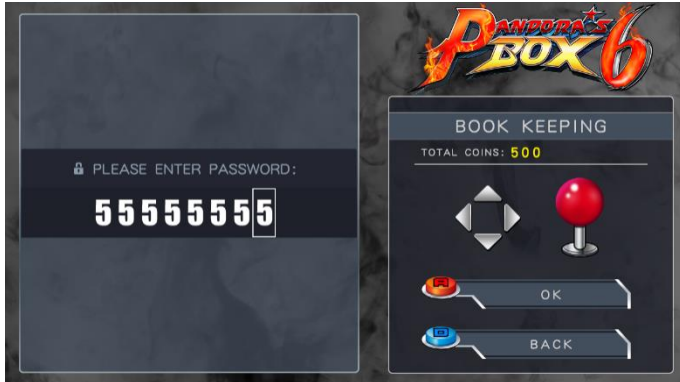 PLEASE ENTER PASSWORD:
55555555
PANDORA'S
BOX 6
BOOK KEEPING
TOTAL COINS: 500
A
OK
D
BACK